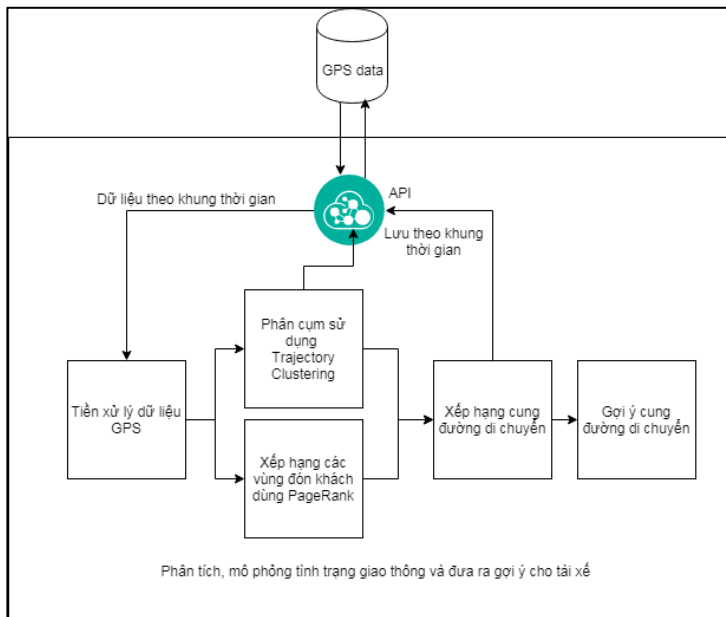 GPS data
API
Dữ liệu theo khung thời gian
Lưu theo khung
thời gian
Phân cụm sử
dụng
Trajectory
Clustering
Tiền xử lý dữ liệu
GPS
Xếp hạng các
vùng đón khách
dùng PageRank
Xếp hạng cung
đường di chuyển
Gợi ý cung
đường di chuyển
Phân tích, mô phỏng tình trạng giao thông và đưa ra gợi ý cho tài xế